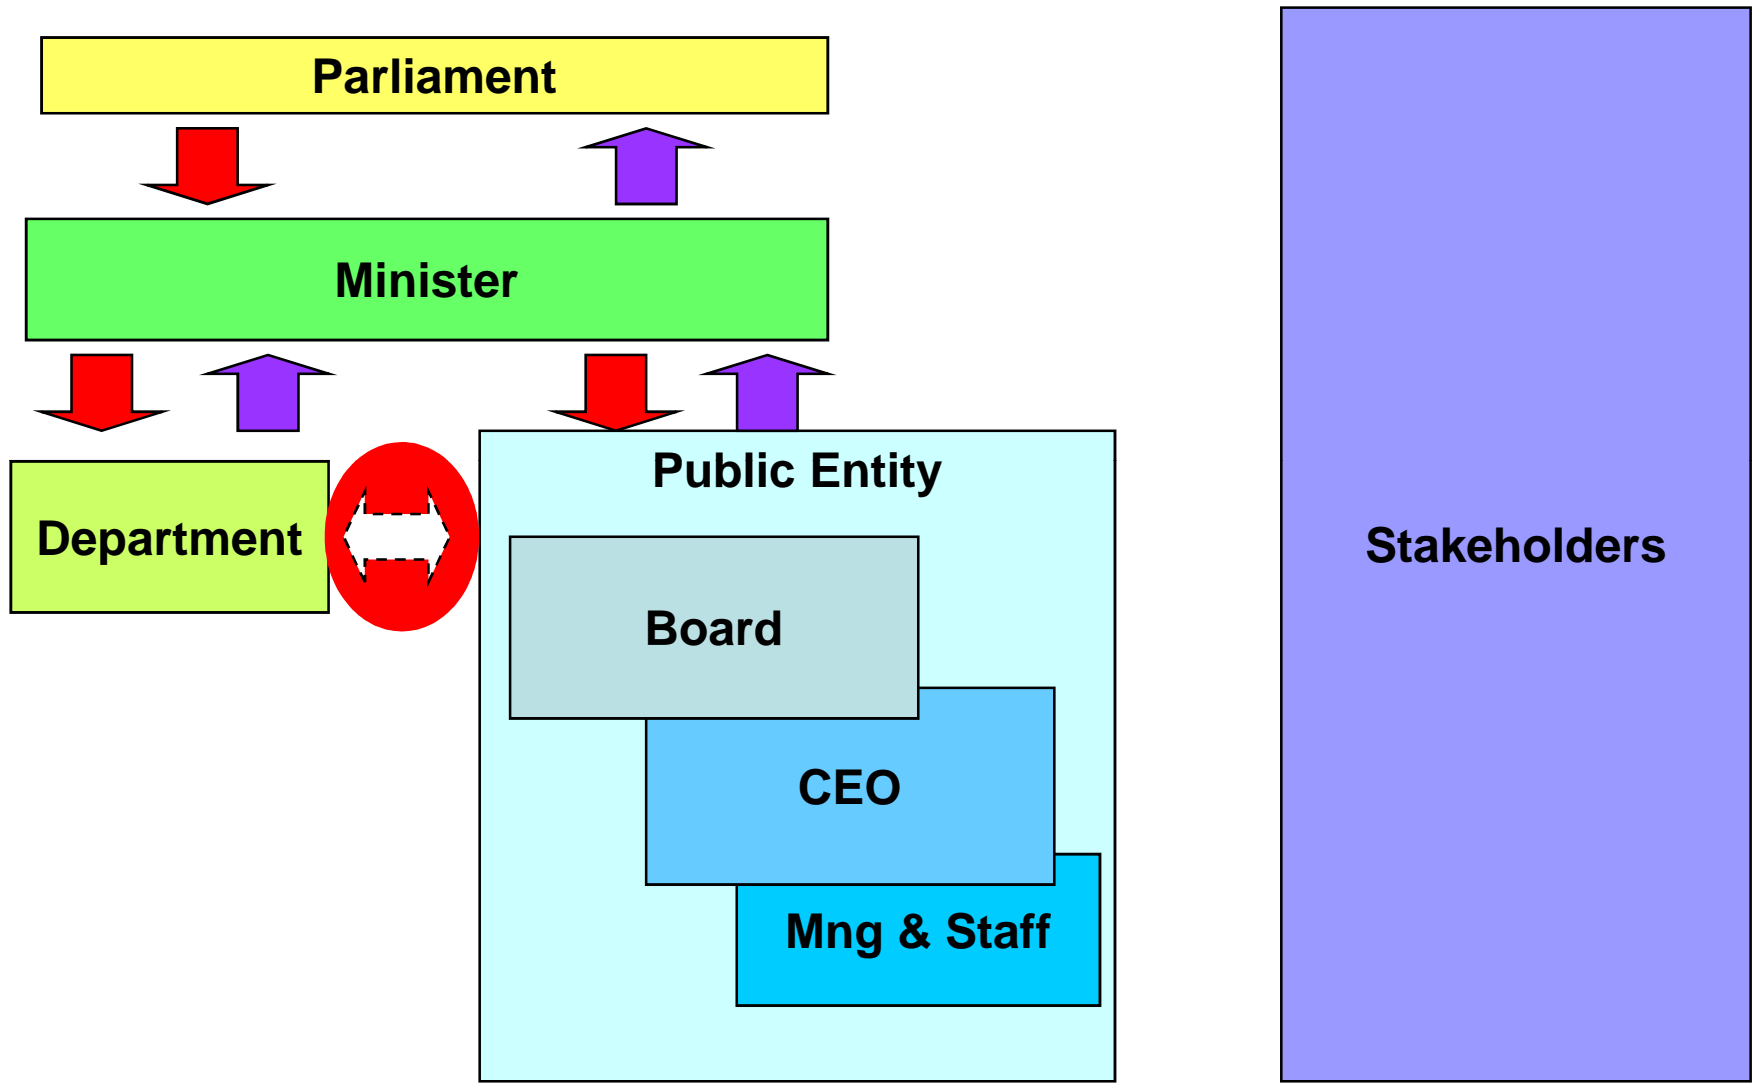 Parliament
Minister
Department
Public Entity
Board
CEO
Mng & Staff
Stakeholders